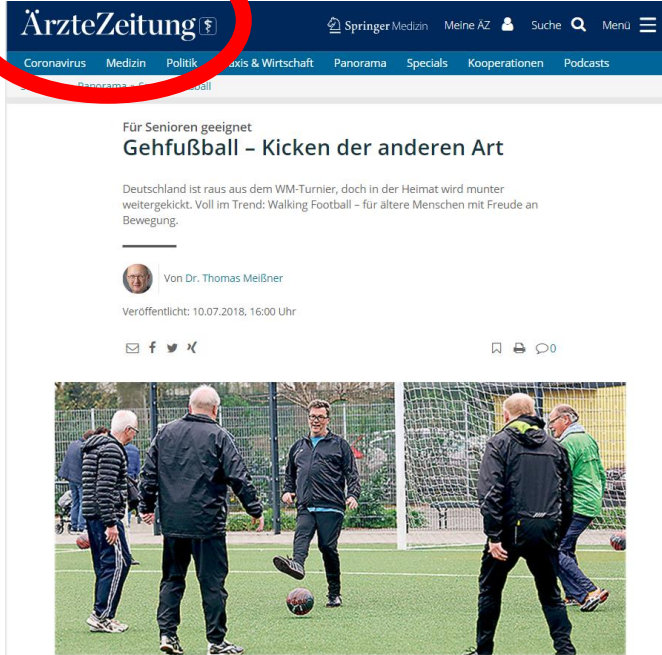 ÄrzteZeitung
Springer Medizin Meine ÄZ Suche Menü
Coronavirus Medizin Politik & Wirtschaft Panorama Specials Kooperationen Podcasts
Panorama
Für Senioren geeignet
Gehfußball – Kicken der anderen Art
Deutschland ist raus aus dem WM-Turnier, doch in der Heimat wird munter
weitergekickt. Voll im Trend: Walking Football – für ältere Menschen mit Freude an
Bewegung.
Von Dr. Thomas Meißner
Veröffentlicht: 10.07.2018, 16:00 Uhr
0